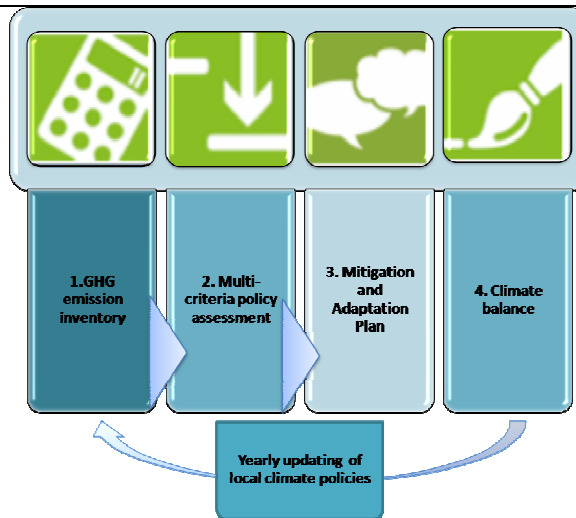 1.GHG
emission
inventory
2. Multi-
criteria policy
assessment
3. Mitigation
and
Adaptation
Plan
4. Climate
balance
Yearly updating of
local climate policies